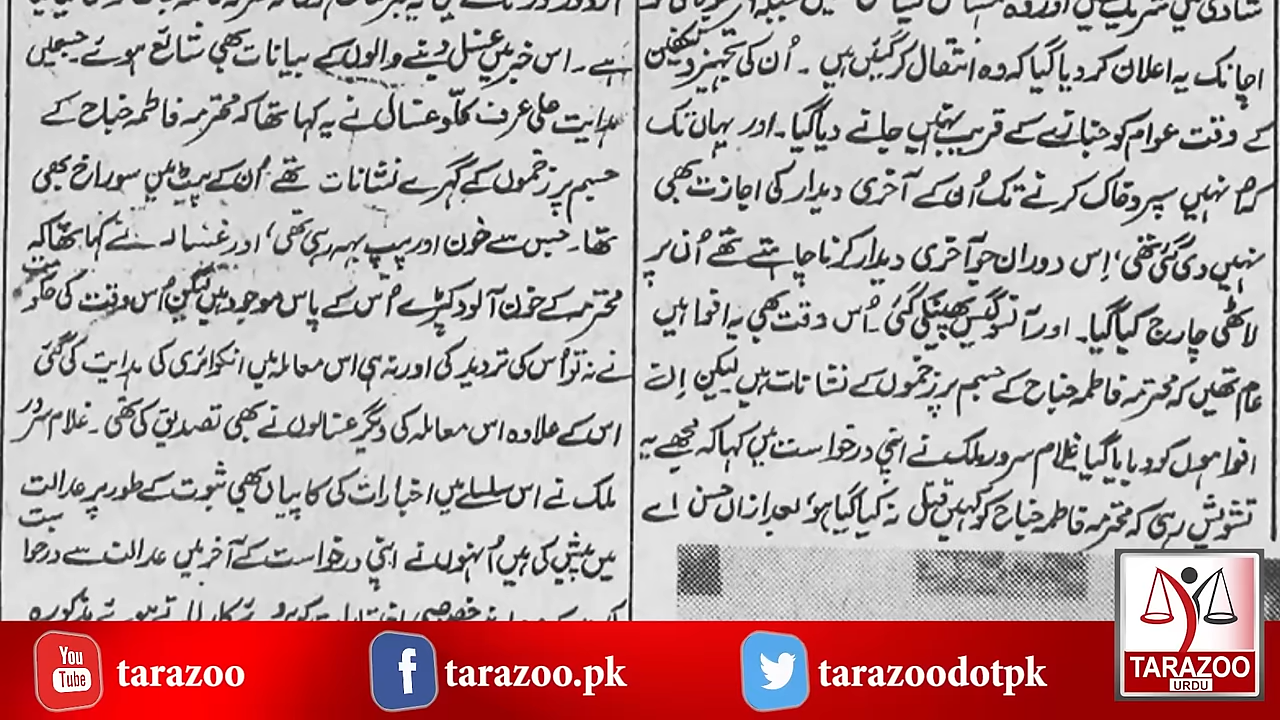 اچانک یہ اعلان کر دیا گیا کہ وہ انتقال کر گئیں ہیں ۔ اُن کی تجہیز و تکفین
کے وقت عوام کو جنازے کے قریب نہیں جانے دیا گیا۔ اور یہاں تک
کہ انہیں سپرد خاک کرنے تک اُن کے آخری دیدار کی اجازت بھی
نہیں دی گئی تھی، اِس دوران جو آخری دیدار کرنا چاہتے تھے اُن پر
لاٹھی چارج کیا گیا۔ اور آنسو گیس پھینکی گئی ۔ اُس وقت بھی یہ افواہیں
عام تھیں کہ محترمہ فاطمہ جناح کے جسم پر زخموں کے نشانات ہیں لیکن اِن
افواہوں کو دبا یا گیا غلام سرور ملک نے اپنی درخواست میں کہا کہ مجھے یہ
تشویش رہی کہ محترمہ فاطمہ جناح کو کہیں قتل نہ کیا گیا ہو، بعد ازاں حسن اے
ہے ۔ اس خبر میں غسل دینے والوں کے بیانات بھی شائع ہوئے ۔ جسمیں
ہدایت علی عرف کلو غسال نے یہ کہا تھا کہ محترمہ فاطمہ جناح کے
جسم پر زخموں کے گہرے نشانات تھے اُن کے پیٹ میں سوراخ بھی
تھا۔ جس سے خون اور پیپ بہہ رہی تھی، اور غسال نے کہا تھا کہ
محترمہ کے خون آلود کپڑے اُس کے پاس موجود ہیں لیکن اُس وقت کی حکومت
نے نہ تو اُس کی تردید کی اور نہ ہی اس معاملہ میں انکوائری کی ہدایت کی گئی
اس کے علاوہ اس معاملہ کی دیگر غسالوں نے بھی تصدیق کی تھی ۔ غلام سرور
ملک نے اس سلسلے میں اخبارات کی کاپیاں بھی ثبوت کے طور پر عدالت
میں پیش کی ہیں اُنہوں نے اپنی درخواست کے آخر میں عدالت سے درخواست
tarazoo
tarazoo.pk
tarazoodotpk
You
Tube
TARAZOO
URDU